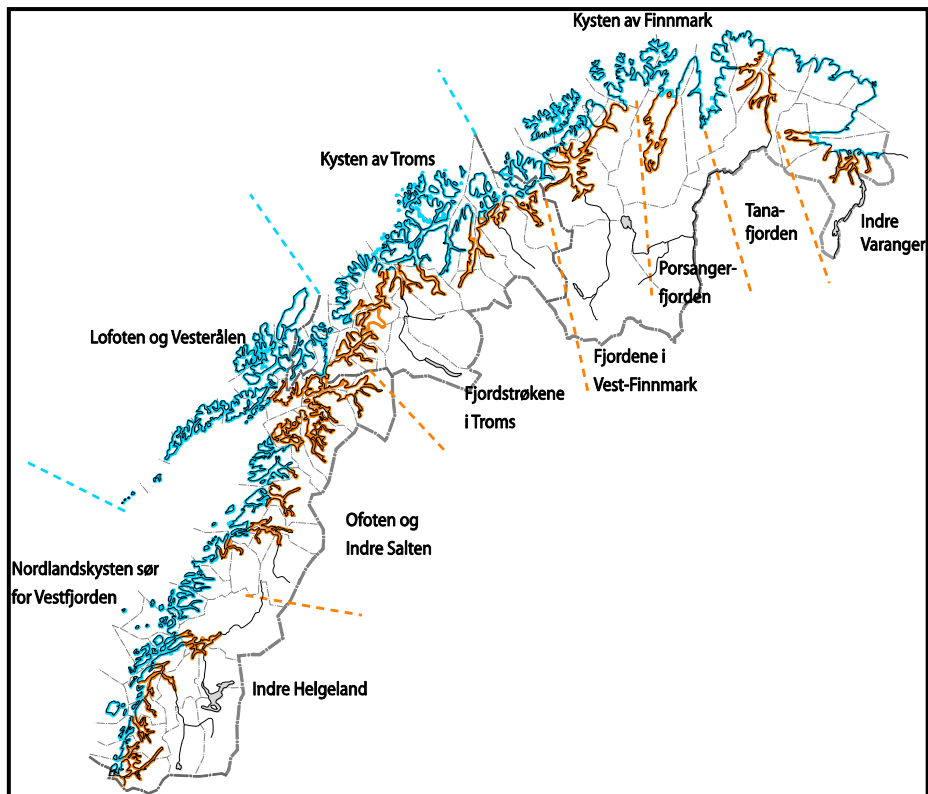 Kysten av Finnmark
Kysten av Troms
Tana-
fjorden
Indre
Varanger
Porsanger-
fjorden
Lofoten og Vesterålen
Fjordene i
Vest-Finnmark
Fjordstrøkene
i Troms
Ofoten og
Indre Salten
Nordlandskysten sør
for Vestfjorden
Indre Helgeland